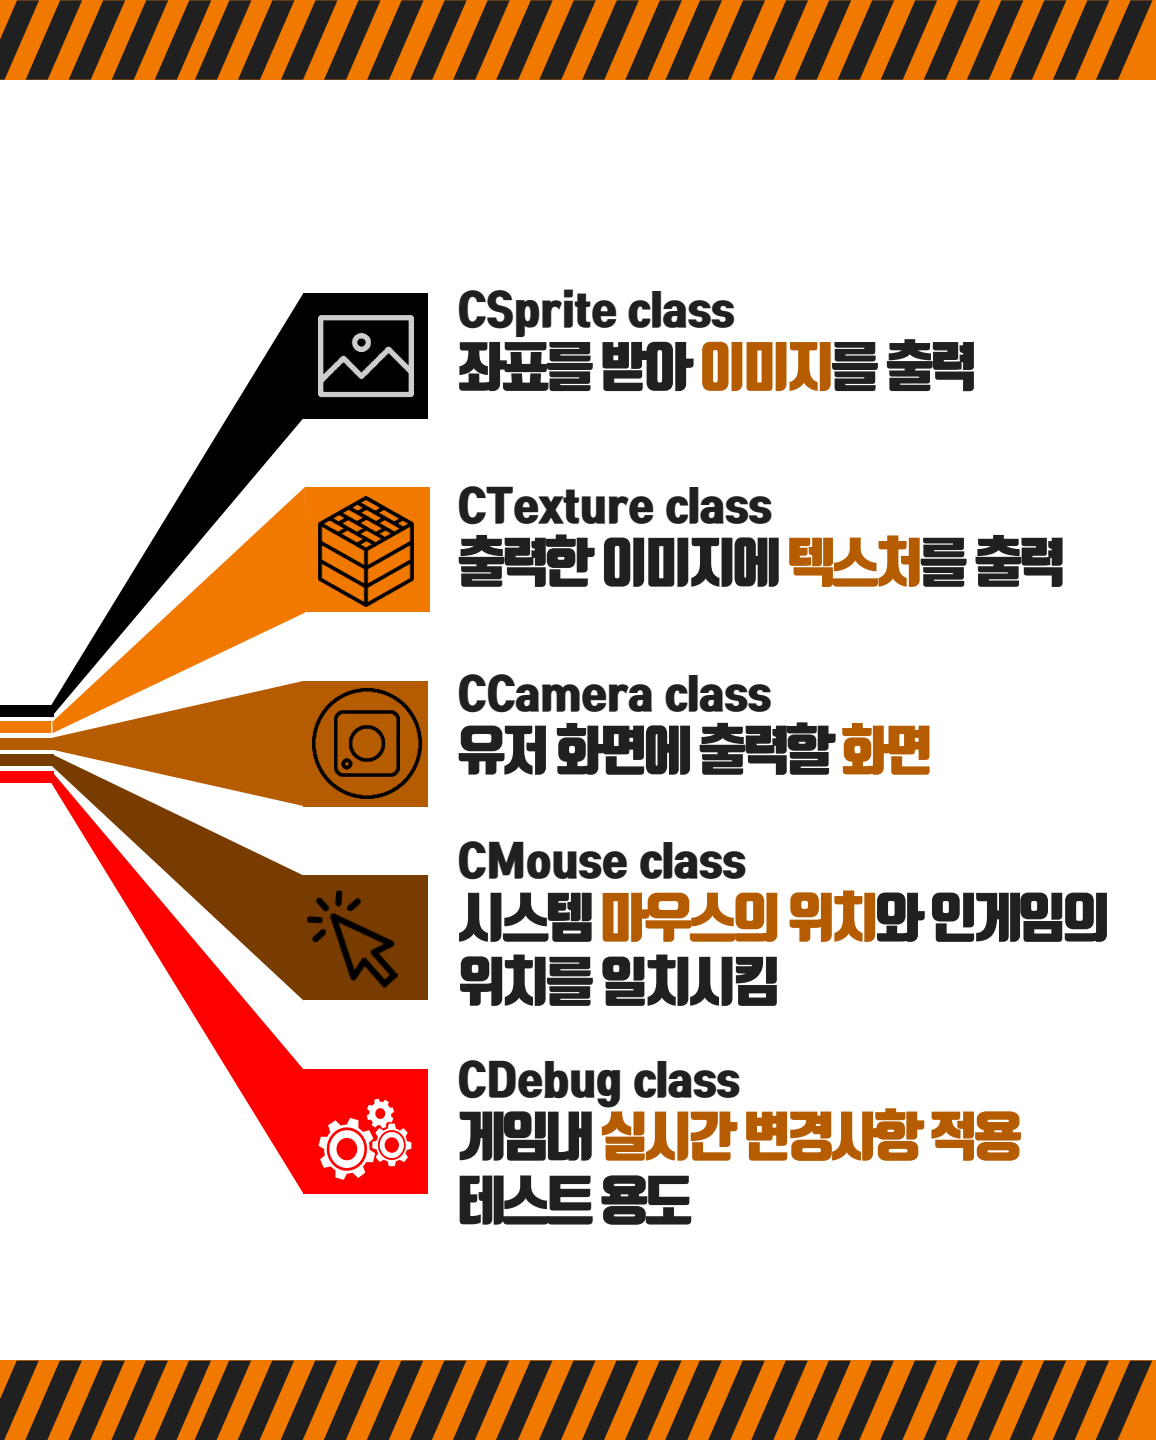 CSprite class
좌표를 받아 이미지를 출력
CTexture class
출력한 이미지에 텍스처를 출력
CCamera class
유저 화면에 출력할 화면
CMouse class
시스템 마우스의 위치와 인게임의
위치를 일치시킴
CDebug class
게임내 실시간 변경사항 적용
테스트 용도